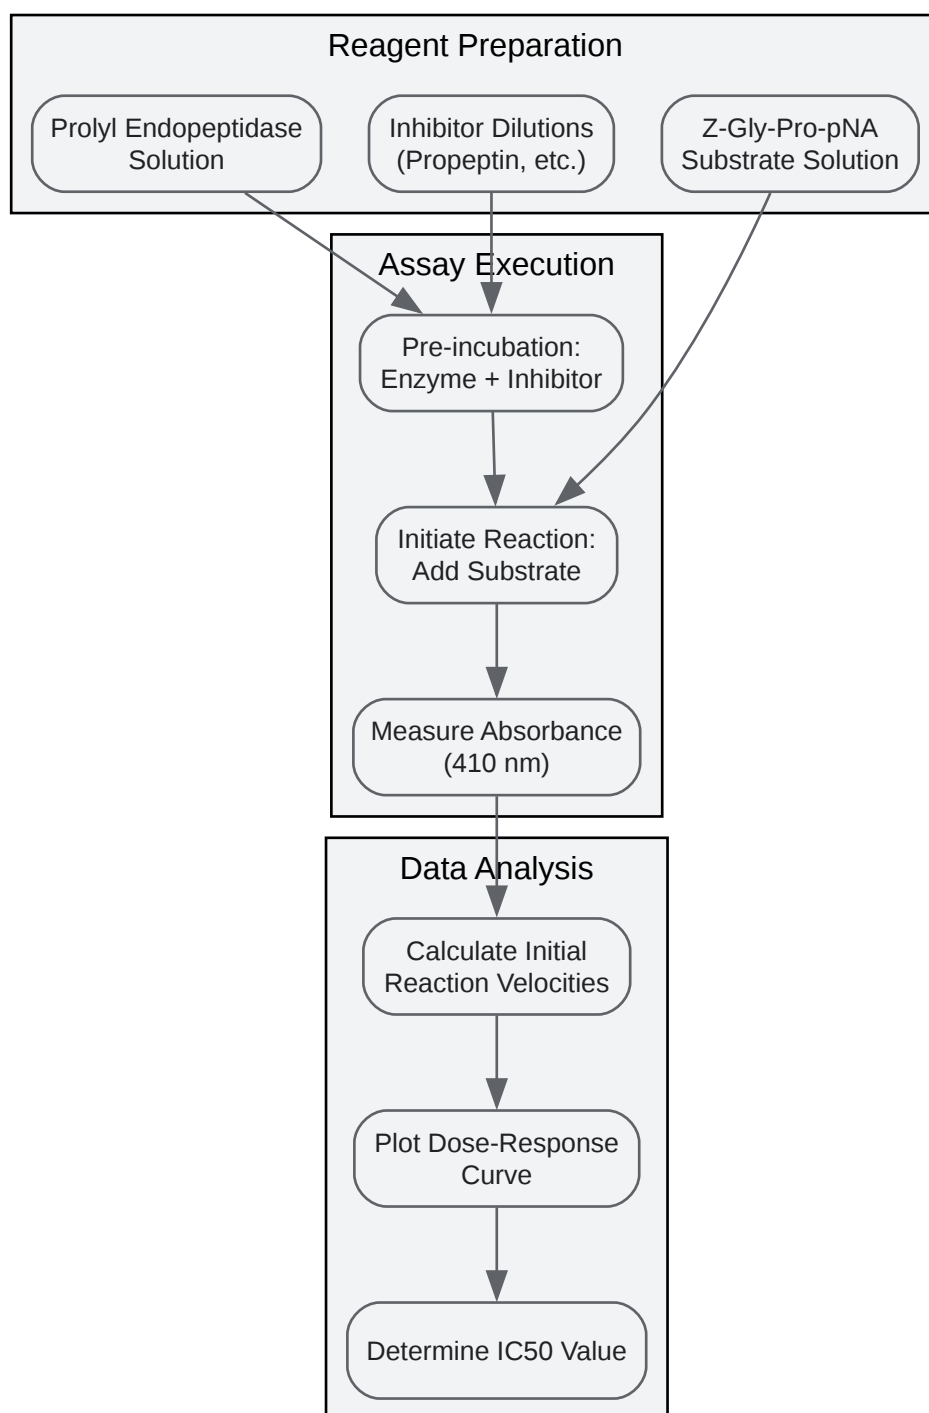 Reagent Preparation
Prolyl Endopeptidase
Solution
Inhibitor Dilutions
(Propeptin, etc.)
Z-Gly-Pro-pNA
Substrate Solution
Assay Execution
Pre-incubation:
Enzyme + Inhibitor
Initiate Reaction:
Add Substrate
Measure Absorbance
(410 nm)
Data Analysis
Calculate Initial
Reaction Velocities
Plot Dose-Response
Curve
Determine IC50 Value